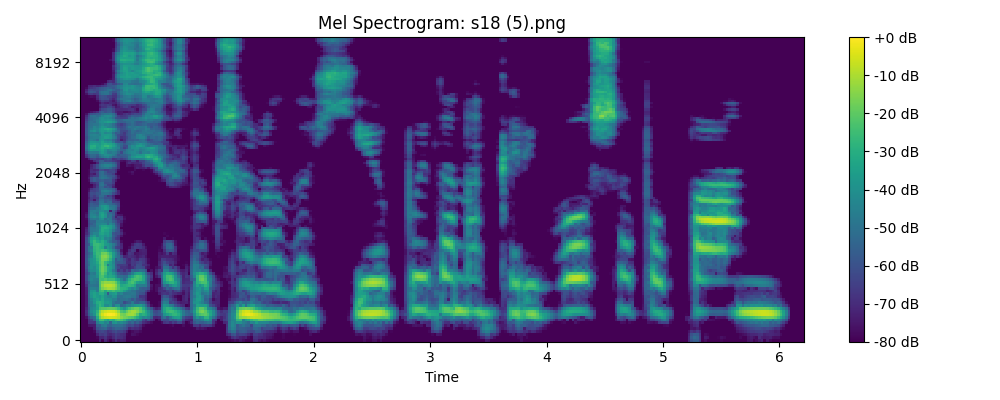 Mel Spectrogram: s18 (5).png
8192
4096
2048
1024
512
0
Hz
0 1 2 3 4 5 6
Time
+0 dB
-10 dB
-20 dB
-30 dB
-40 dB
-50 dB
-60 dB
-70 dB
-80 dB